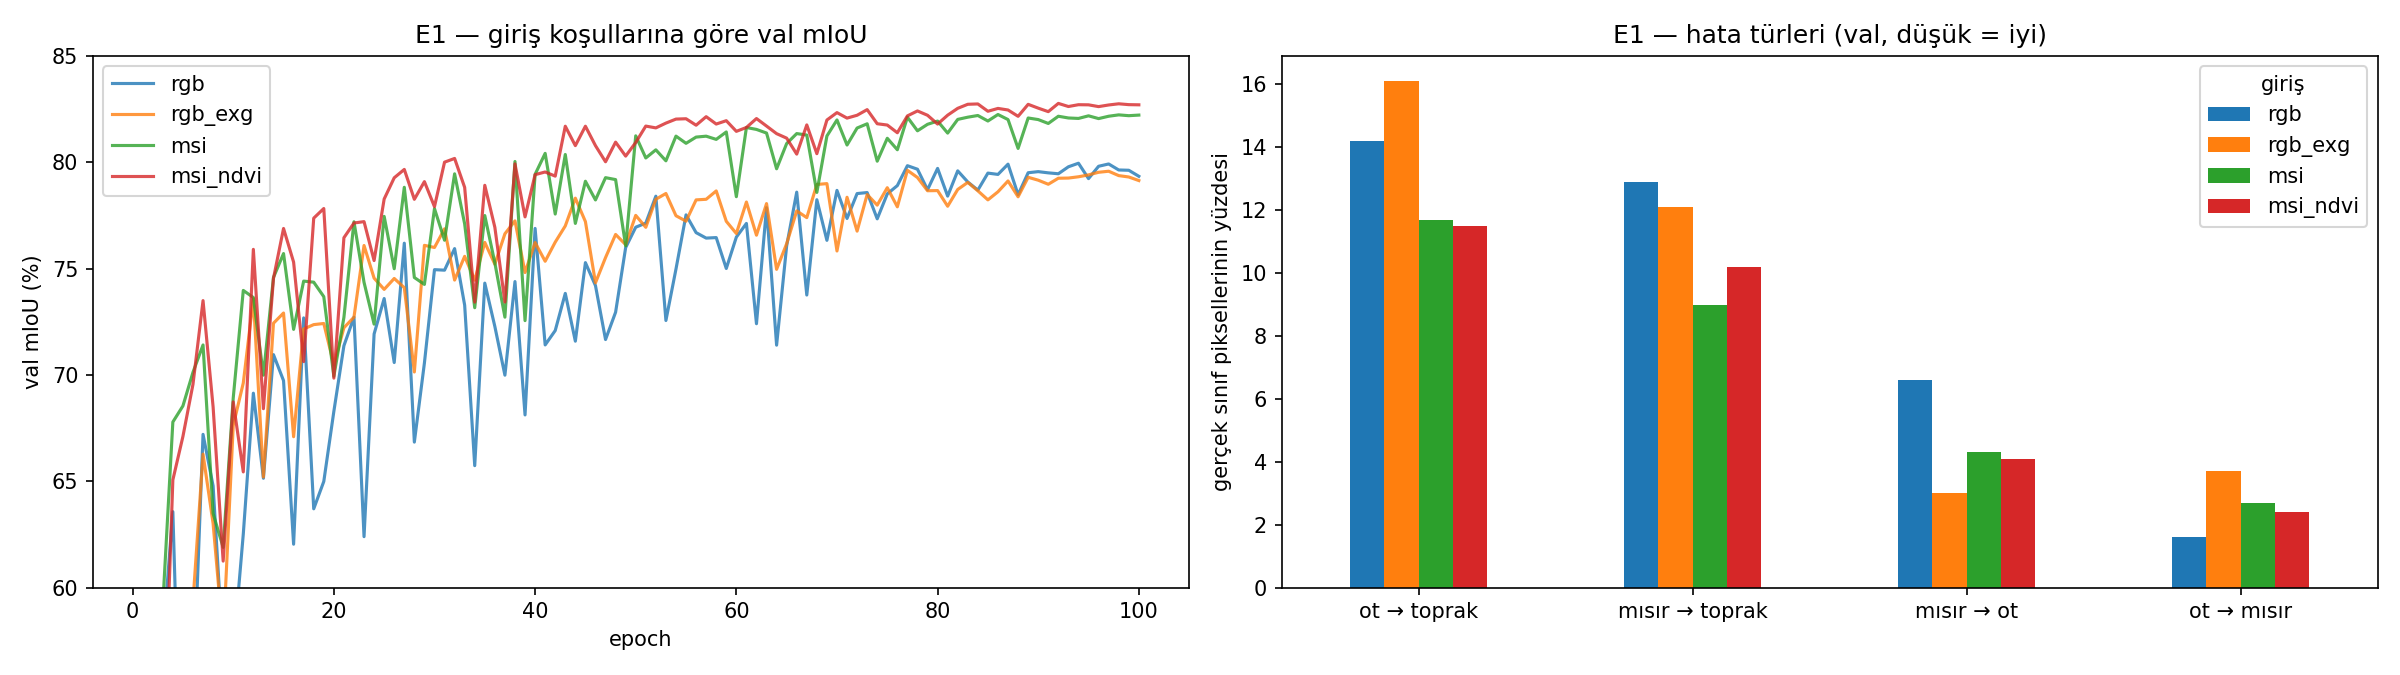 E1 — giriş koşullarına göre val mIoU
val mIoU (%)
85
80
75
70
65
60
rgb
rgb_exg
msi
msi_ndvi
0 20 40 60 80 100
epoch
E1 — hata türleri (val, düşük = iyi)
gerçek sınıf piksellerinin yüzdesi
16
14
12
10
8
6
4
2
0
giriş
rgb
rgb_exg
msi
msi_ndvi
ot → toprak mısır → toprak mısır → ot ot → mısır